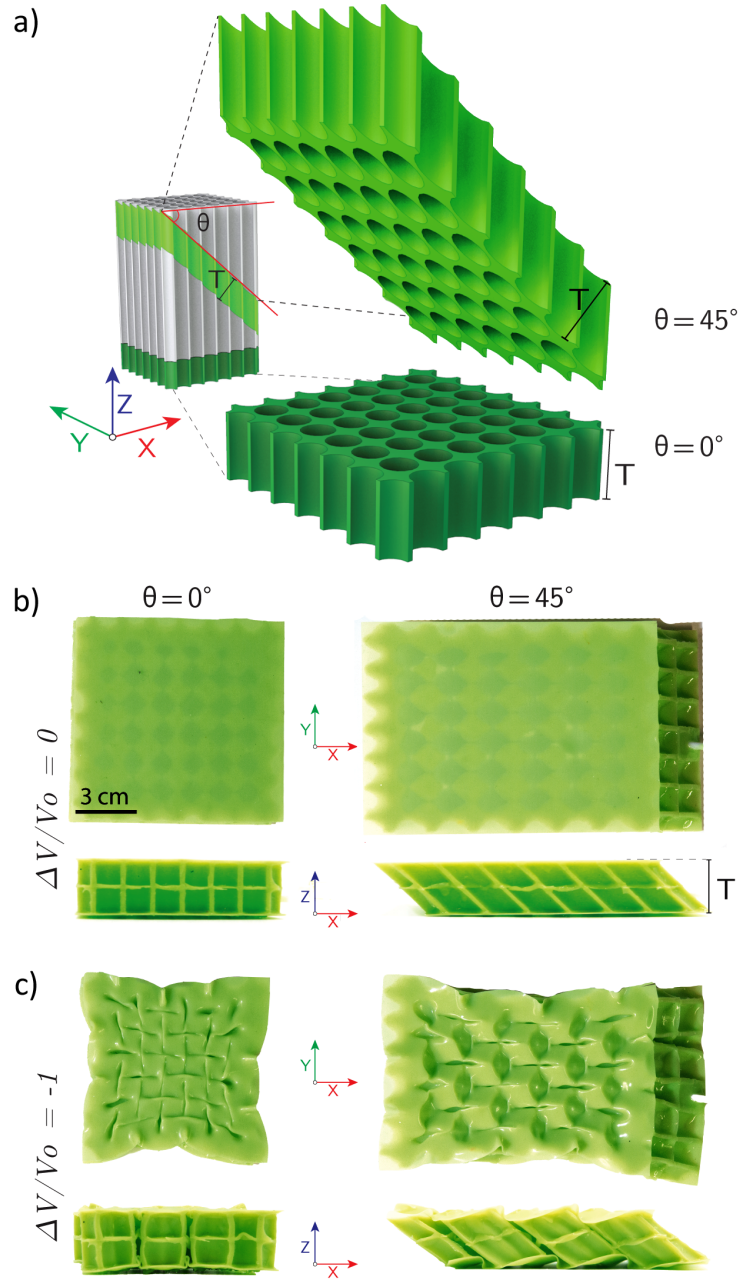 a)
θ
T
T
θ = 45°
Z
Y
X
θ = 0°
T
b)
θ = 0°
θ = 45°
ΔV/Vo = 0
Y
X
3 cm
Z
X
T
c)
ΔV/Vo = -1
Y
X
Z
X